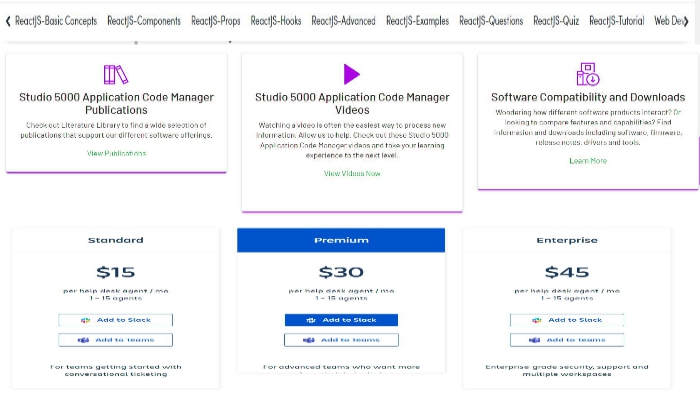 ReactJS-Basic Concepts ReactJS-Components ReactJS-Props ReactJS-Hooks ReactJS-Advanced ReactJS-Examples ReactJS-Questions ReactJS-Quiz ReactJS-Tutorial Web Dev
Studio 5000 Application Code Manager
Publications
Check out Literature Library to find a wide selection of
publications that support our different software offerings.
View Publications
Studio 5000 Application Code Manager
Videos
Watching a video is often the easiest way to process new
information. Allow us to help. Check out these Studio 5000
Application Code Manager videos and take your learning
experience to the next level.
View Videos Now
Software Compatibility and Downloads
Wondering how different software products interact? Or
looking to compare features and capabilities? Find
information and downloads including software, firmware,
release notes, drivers and tools.
Learn More
Standard
$15
per help desk agent / mo
1 - 15 agents
Add to Slack
Add to Teams
For teams getting started with
conversational ticketing
Premium
$30
per help desk agent / mo
1 - 15 agents
Add to Slack
Add to Teams
For advanced teams who want more
Enterprise
$45
per help desk agent / mo
1 - 15 agents
Add to Slack
Add to Teams
Enterprise-grade security, support and
multiple workspaces